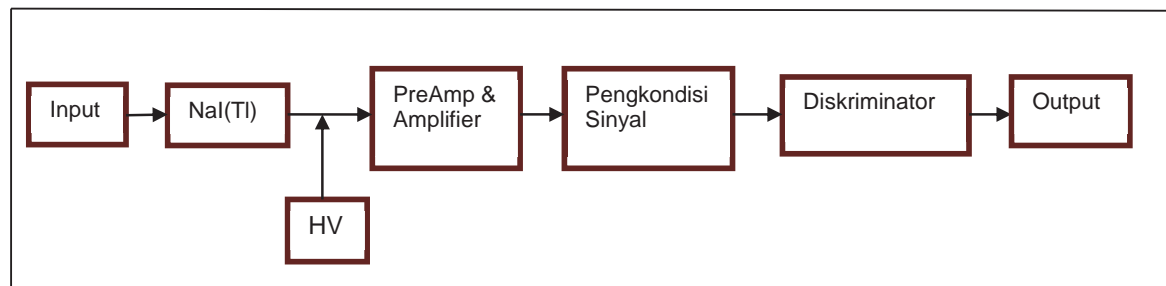 Input
NaI(Tl)
PreAmp &
Amplifier
Pengkondisi
Sinyal
Diskriminator
Output
HV